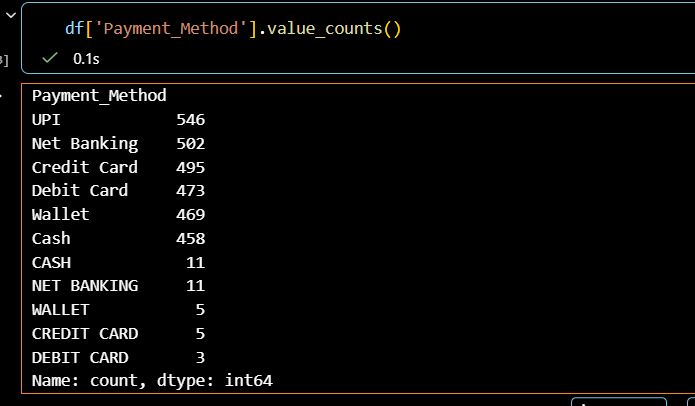 df['Payment_Method'].value_counts()
0.1s
Payment_Method
UPI 546
Net Banking 502
Credit Card 495
Debit Card 473
Wallet 469
Cash 458
CASH 11
NET BANKING 11
WALLET 5
CREDIT CARD 5
DEBIT CARD 3
Name: count, dtype: int64